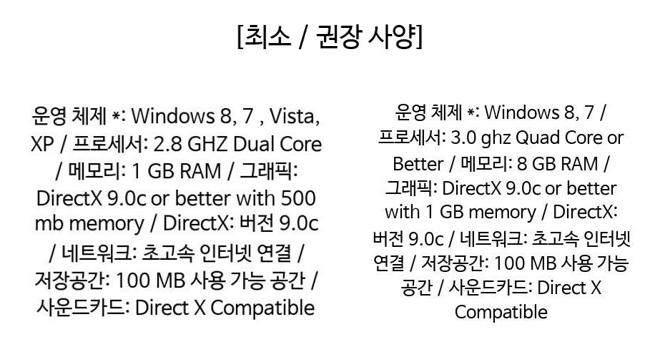 [최소 / 권장 사양]
운영 체제 *: Windows 8, 7 , Vista,
XP / 프로세서: 2.8 GHZ Dual Core
/ 메모리: 1 GB RAM / 그래픽:
DirectX 9.0c or better with 500
mb memory / DirectX: 버전 9.0c
/ 네트워크: 초고속 인터넷 연결 /
저장공간: 100 MB 사용 가능 공간 /
사운드카드: Direct X Compatible
운영 체제 *: Windows 8, 7 /
프로세서: 3.0 ghz Quad Core or
Better / 메모리: 8 GB RAM /
그래픽: DirectX 9.0c or better
with 1 GB memory / DirectX:
버전 9.0c / 네트워크: 초고속 인터넷
연결 / 저장공간: 100 MB 사용 가능
공간 / 사운드카드: Direct X
Compatible